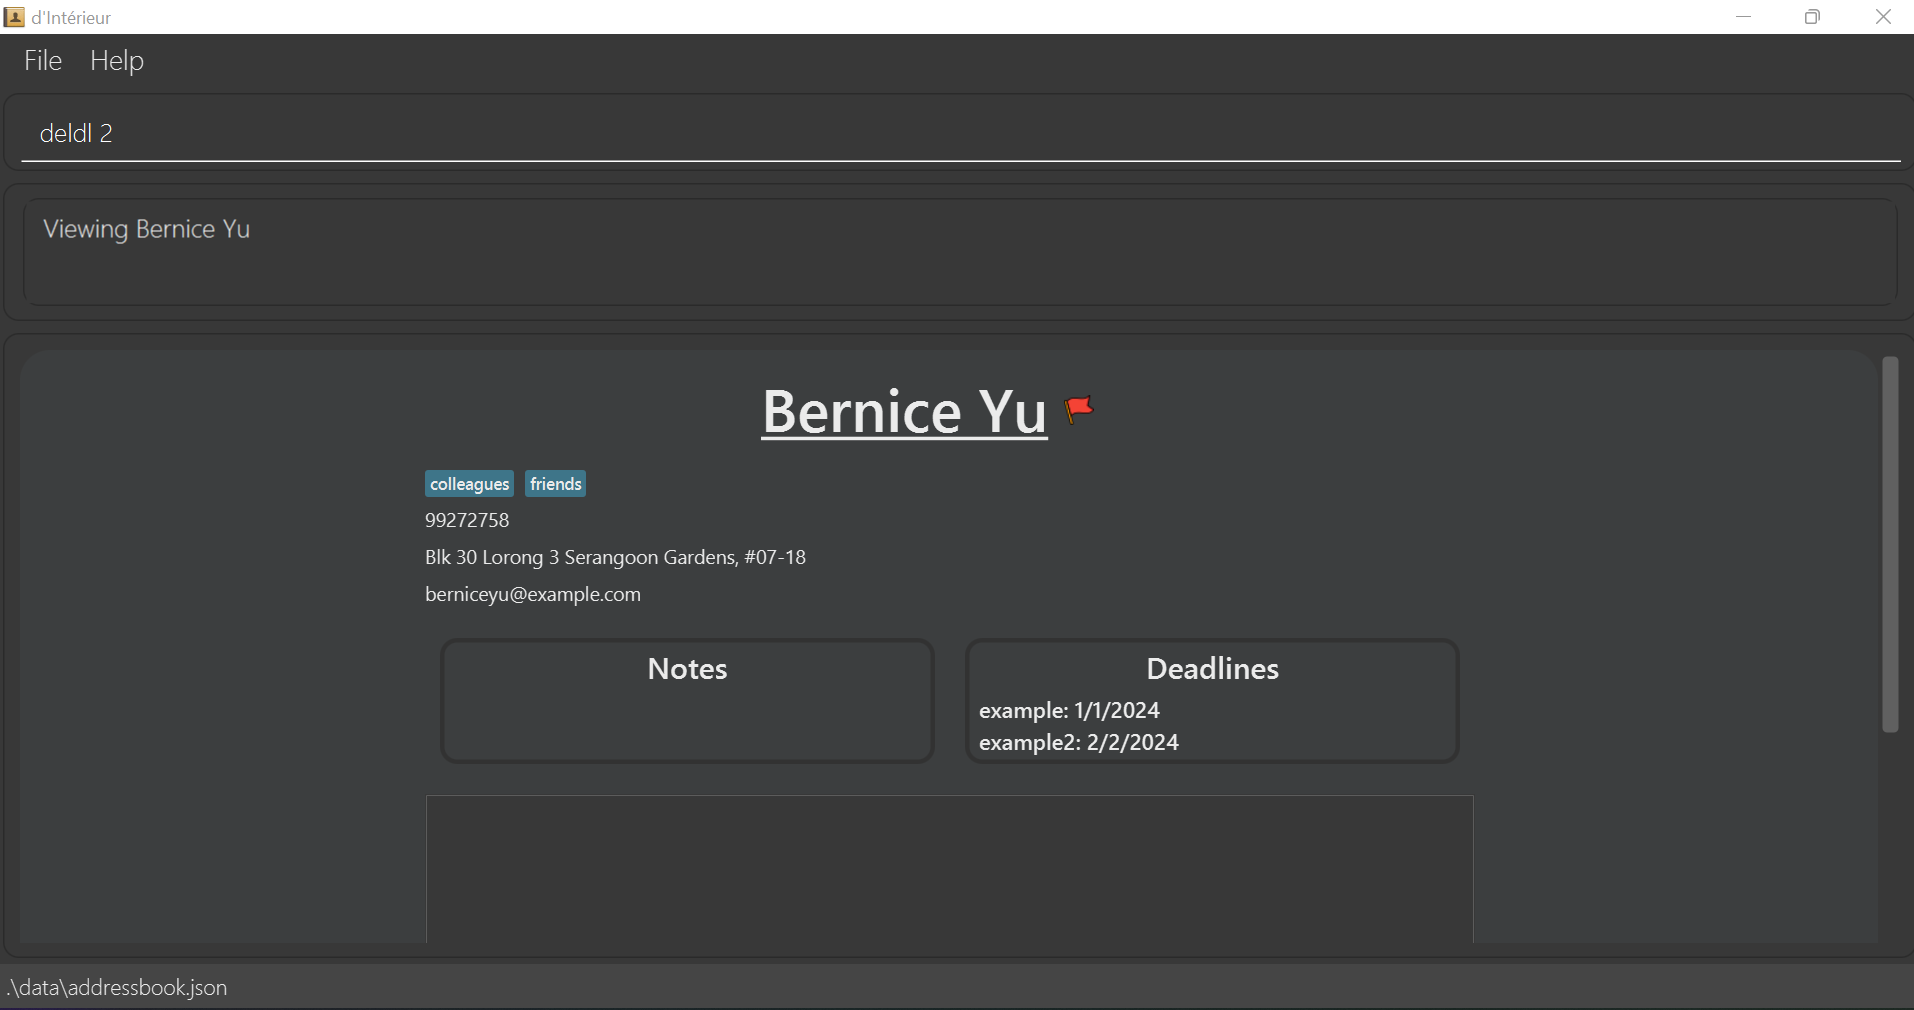 d'Intérieur
File Help
deldl 2
Viewing Bernice Yu
Bernice Yu
colleagues friends
99272758
Blk 30 Lorong 3 Serangoon Gardens, #07-18
berniceyu@example.com
Notes
Deadlines
example: 1/1/2024
example2: 2/2/2024
.\data\addressbook.json